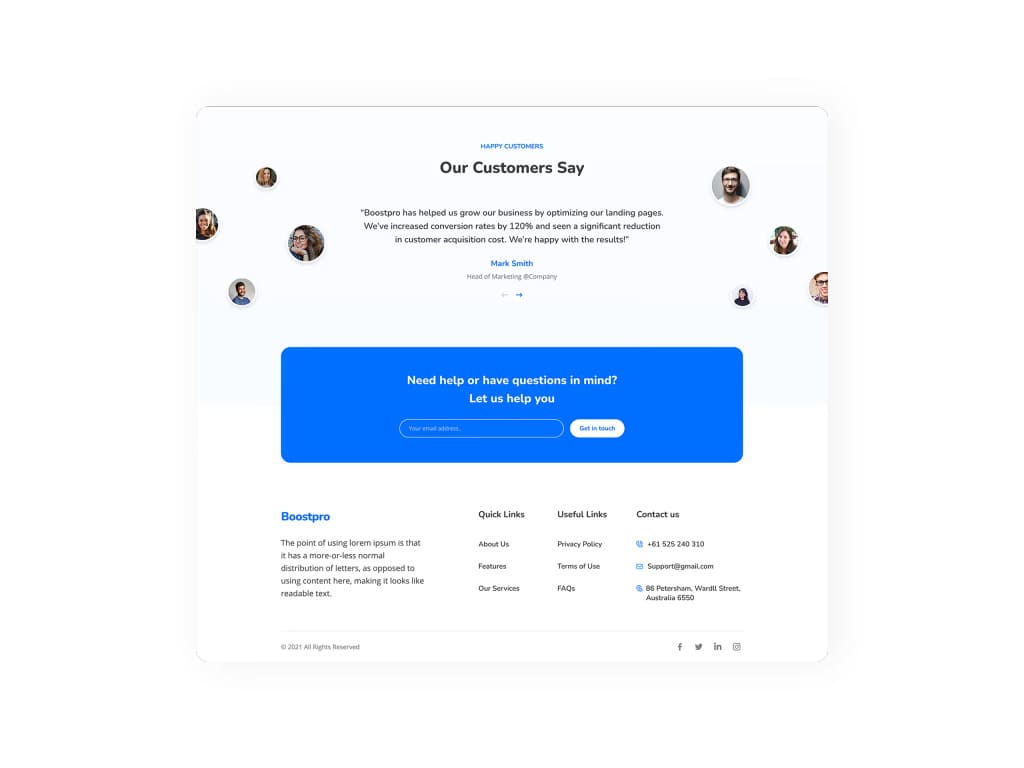 HAPPY CUSTOMERS
Our Customers Say
"Boostpro has helped us grow our business by optimizing our landing pages.
We've increased conversion rates by 120% and seen a significant reduction
in customer acquisition cost. We're happy with the results!"
Mark Smith
Head of Marketing @Company
Need help or have questions in mind?
Let us help you
Your email address..
Get in touch
Boostpro
The point of using lorem ipsum is that
it has a more-or-less normal
distribution of letters, as opposed to
using content here, making it looks like
readable text.
Quick Links
About Us
Features
Our Services
Useful Links
Privacy Policy
Terms of Use
FAQs
Contact us
+61 525 240 310
Support@gmail.com
86 Petersham, Wardll Street,
Australia 6550
© 2021 All Rights Reserved